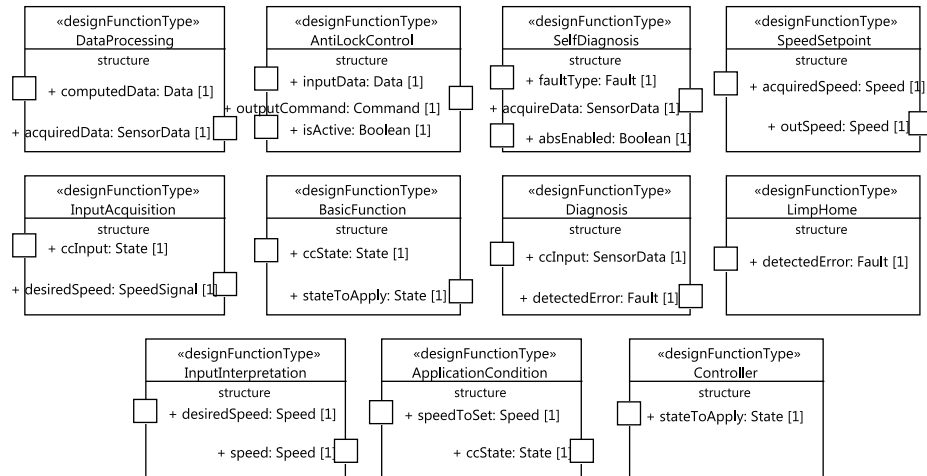 «designFunctionType»
DataProcessing
structure
+ computedData: Data [1]
+ acquiredData: SensorData [1]
«designFunctionType»
AntiLockControl
structure
+ inputData: Data [1]
+ outputCommand: Command [1]
+ isActive: Boolean [1]
«designFunctionType»
SelfDiagnosis
structure
+ faultType: Fault [1]
+ acquireData: SensorData [1]
+ absEnabled: Boolean [1]
«designFunctionType»
SpeedSetpoint
structure
+ acquiredSpeed: Speed [1]
+ outSpeed: Speed [1]
«designFunctionType»
InputAcquisition
structure
+ ccInput: State [1]
+ desiredSpeed: SpeedSignal [1]
«designFunctionType»
BasicFunction
structure
+ ccState: State [1]
+ stateToApply: State [1]
«designFunctionType»
Diagnosis
structure
+ ccInput: SensorData [1]
+ detectedError: Fault [1]
«designFunctionType»
LimpHome
structure
+ detectedError: Fault [1]
«designFunctionType»
InputInterpretation
structure
+ desiredSpeed: Speed [1]
+ speed: Speed [1]
«designFunctionType»
ApplicationCondition
structure
+ speedToSet: Speed [1]
+ ccState: State [1]
«designFunctionType»
Controller
structure
+ stateToApply: State [1]